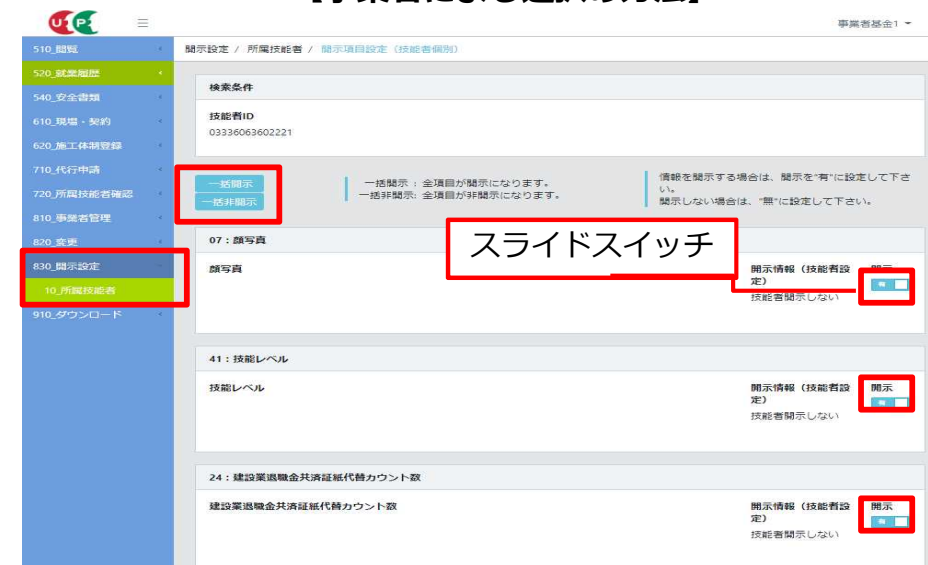 【事業者による選択の方法】
事業者基金1
510_閲覧
520_就業履歴
540_安全書類
610_現場・契約
620_施工体制登録
710_代行申請
720_所属技能者確認
810_事業者管理
820_変更
830_開示設定
10_所属技能者
910_ダウンロード
開示設定 / 所属技能者 / 開示項目設定（技能者個別）
検索条件
技能者ID
03336063602221
一括開示
一括非開示
一括開示 : 全項目が開示になります。
一括非開示: 全項目が非開示になります。
情報を開示する場合は、開示を"有"に設定して下さ
い。
開示しない場合は、"無"に設定して下さい。
スライドスイッチ
07：顔写真
顔写真
開示情報（技能者設
定）
技能者開示しない
開示
有
41：技能レベル
技能レベル
開示情報（技能者設
定）
技能者開示しない
開示
有
24：建設業退職金共済証紙代替カウント数
建設業退職金共済証紙代替カウント数
開示情報（技能者設
定）
技能者開示しない
開示
有